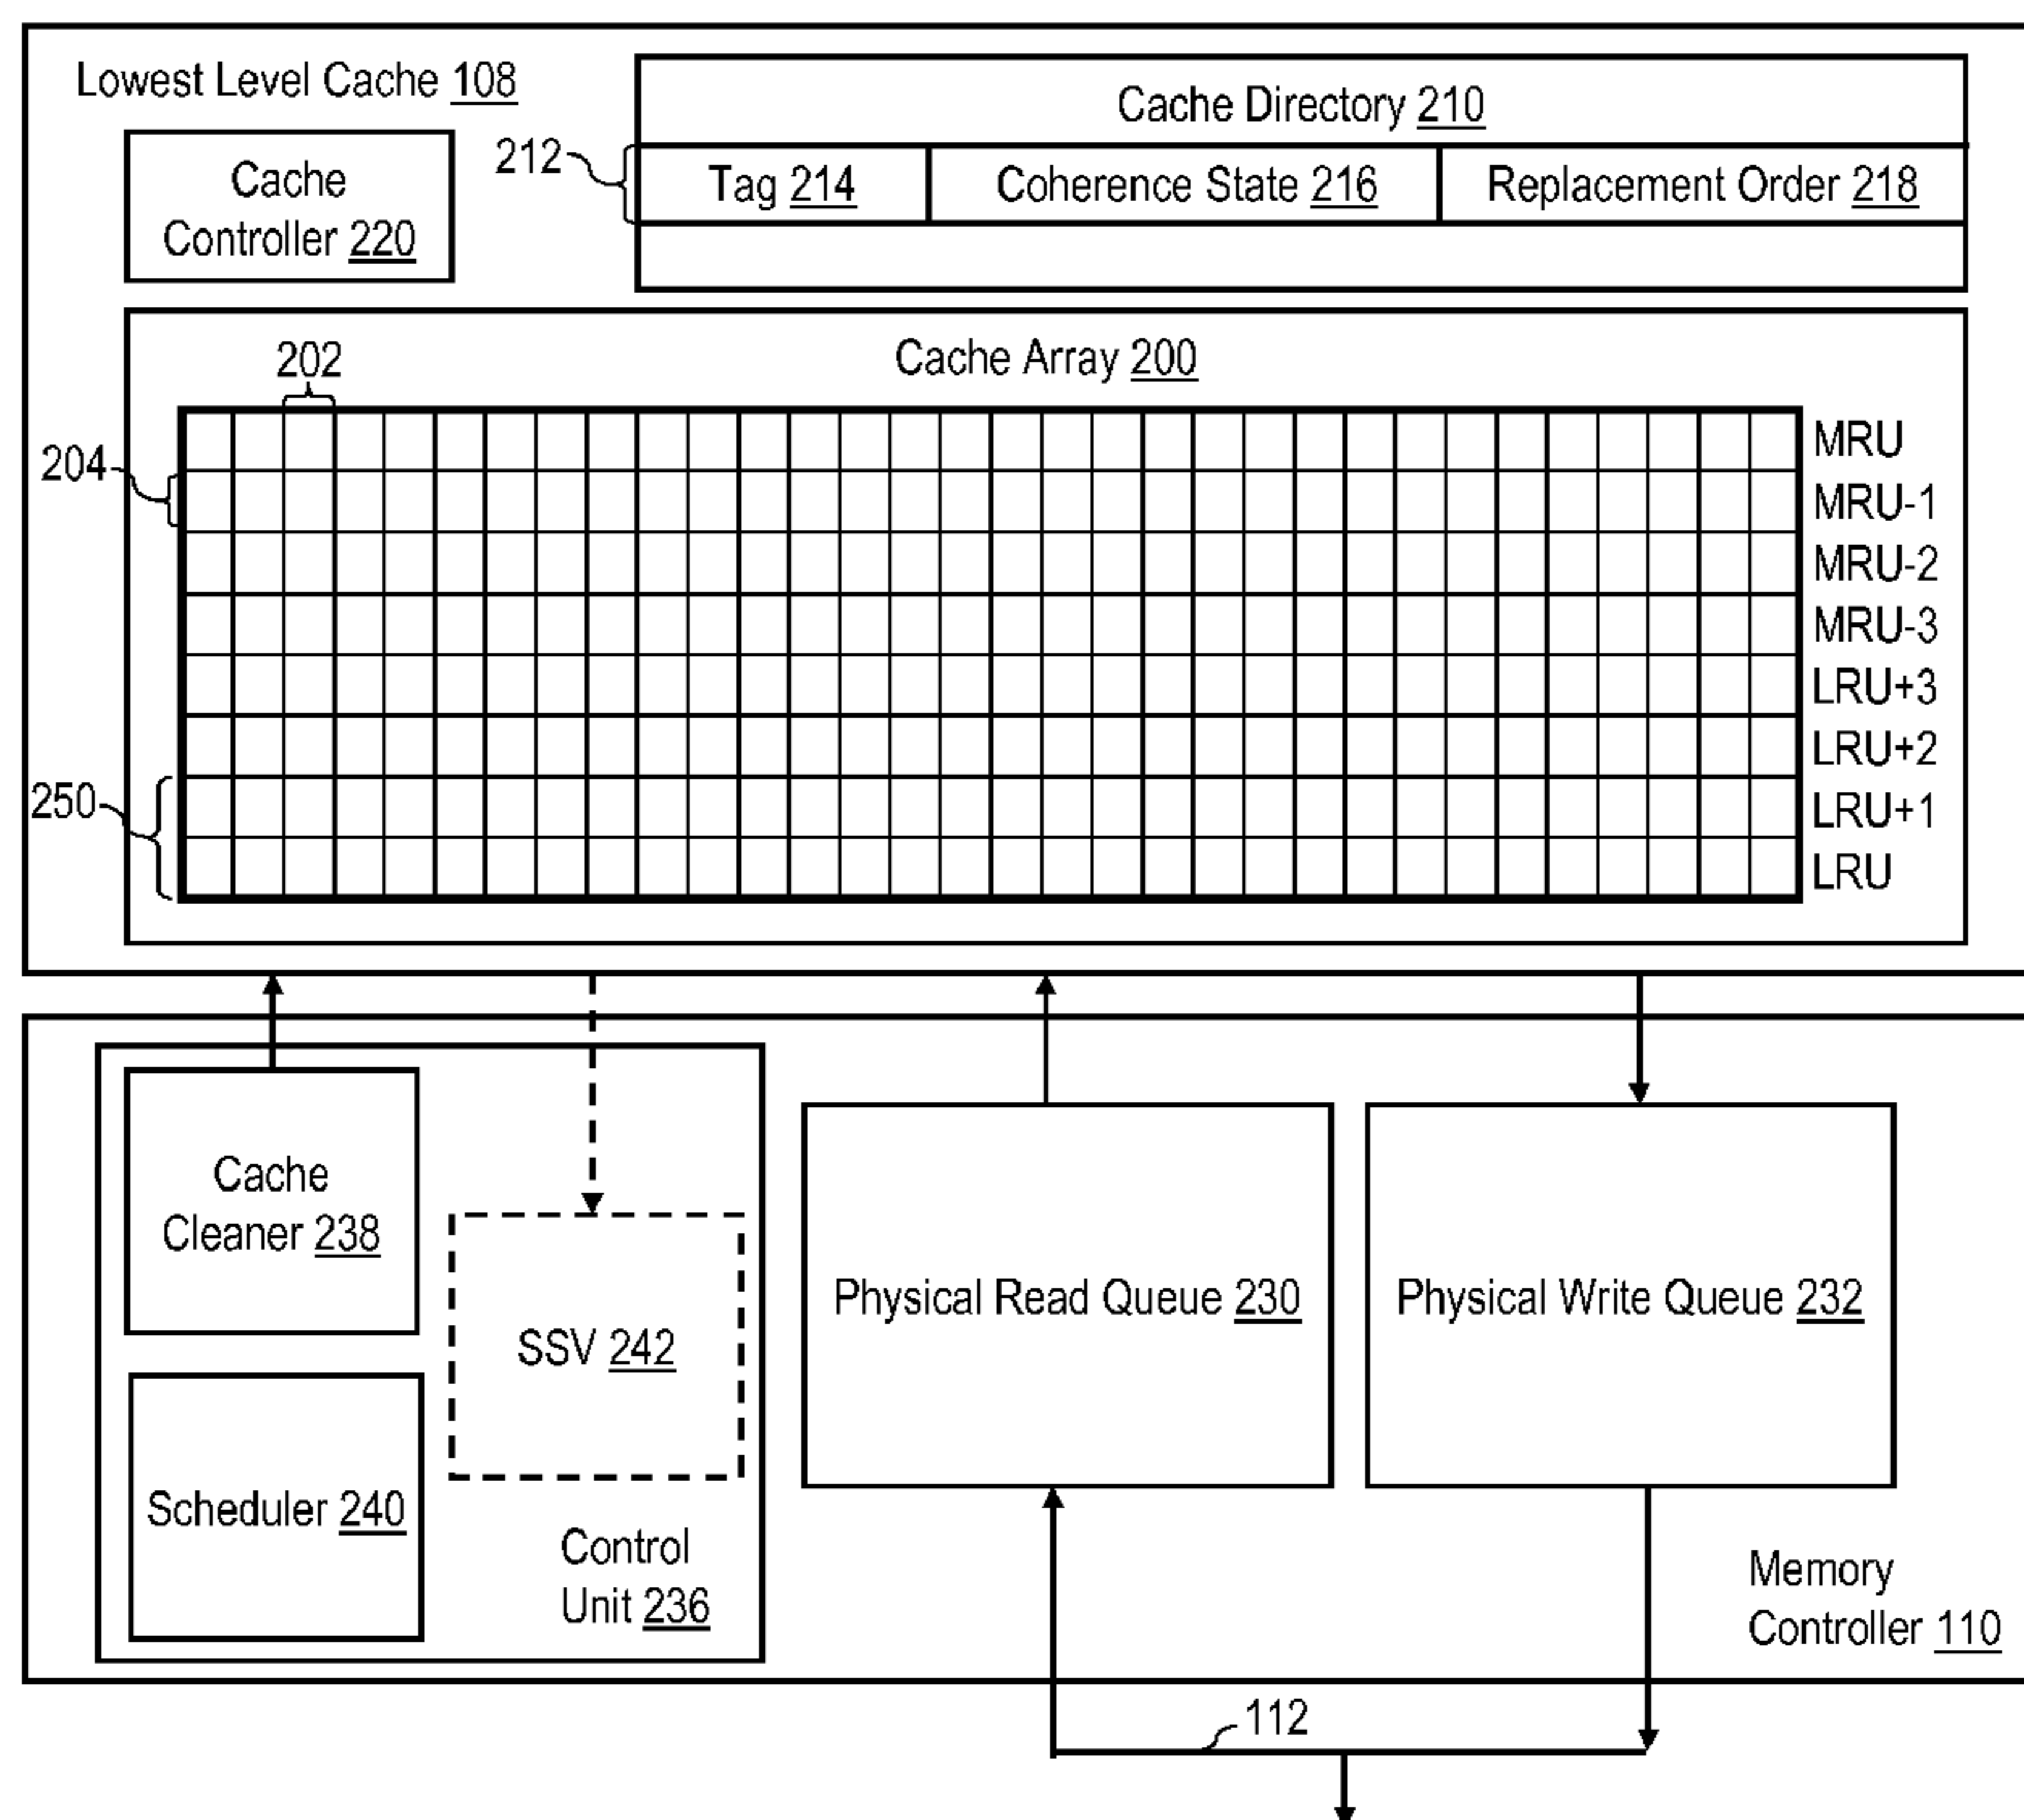 Lowest Level Cache 108
Cache Directory 210
212
Tag 214
Coherence State 216
Replacement Order 218
Cache
Controller 220
Cache Array 200
202
204
250
MRU
MRU-1
MRU-2
MRU-3
LRU+3
LRU+2
LRU+1
LRU
Cache
Cleaner 238
SSV 242
Scheduler 240
Control
Unit 236
Physical Read Queue 230
Physical Write Queue 232
Memory
Controller 110
112